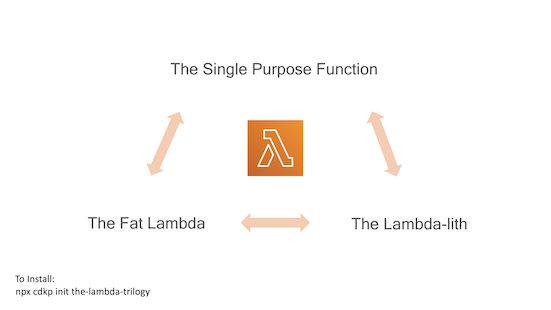 The Single Purpose Function
The Fat Lambda
The Lambda-lith
To Install:
npx cdkp init the-lambda-trilogy